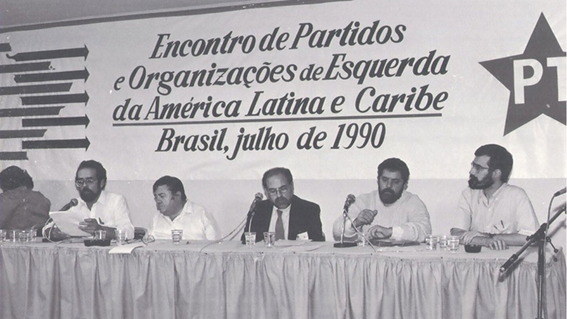 Encontro de Partidos
e Organizações de Esquerda
da América Latina e Caribe
Brasil, julho de 1990
PT